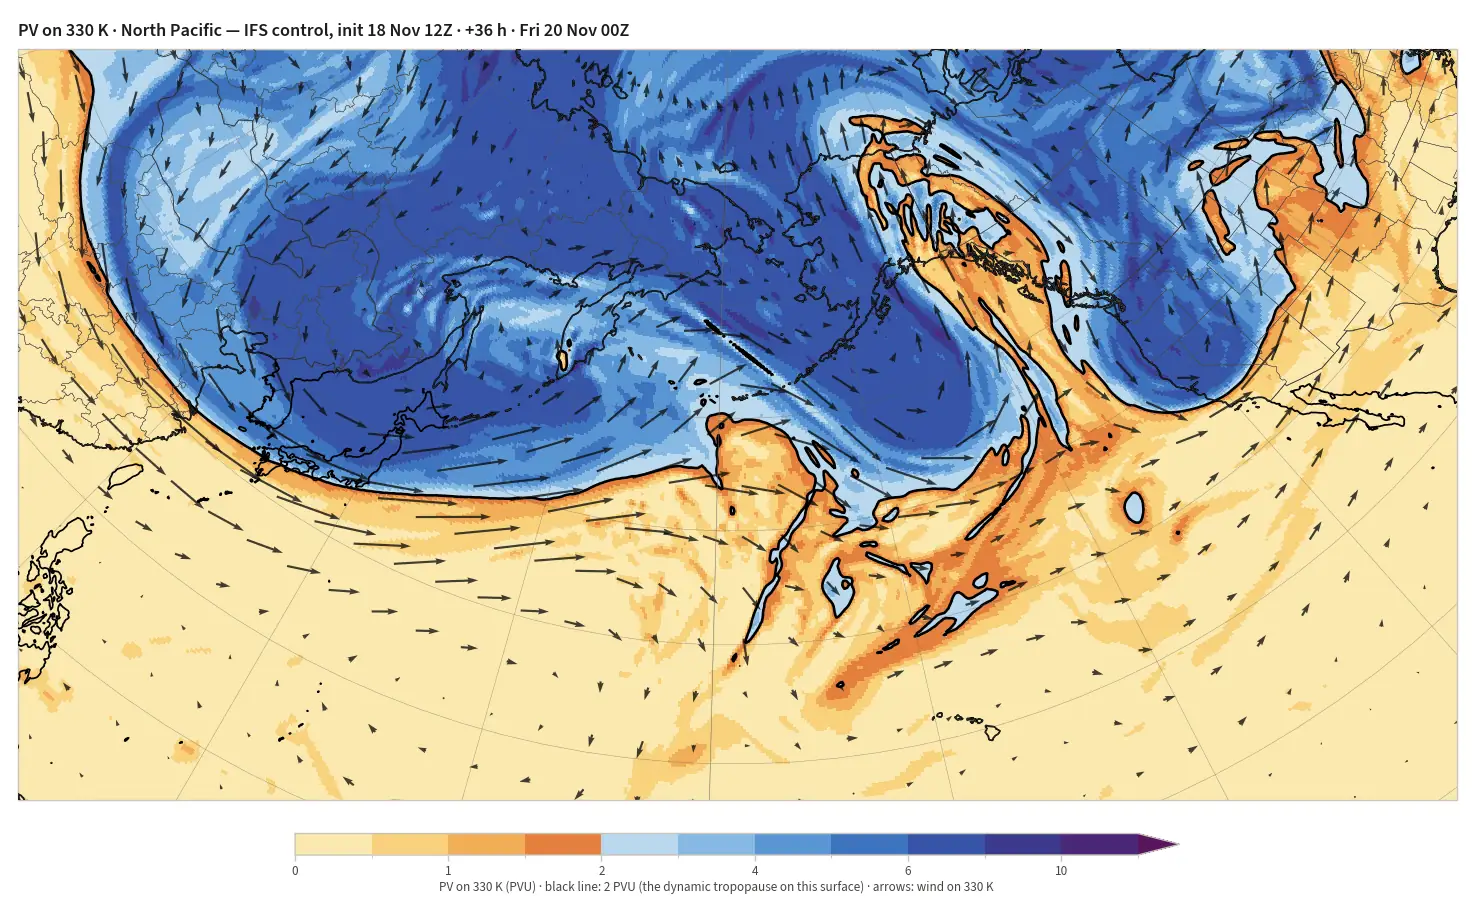 PV on 330 K · North Pacific — IFS control, init 18 Nov 12Z · +36 h · Fri 20 Nov 00Z
0 1 2 4 6 10
PV on 330 K (PVU) · black line: 2 PVU (the dynamic tropopause on this surface) · arrows: wind on 330 K